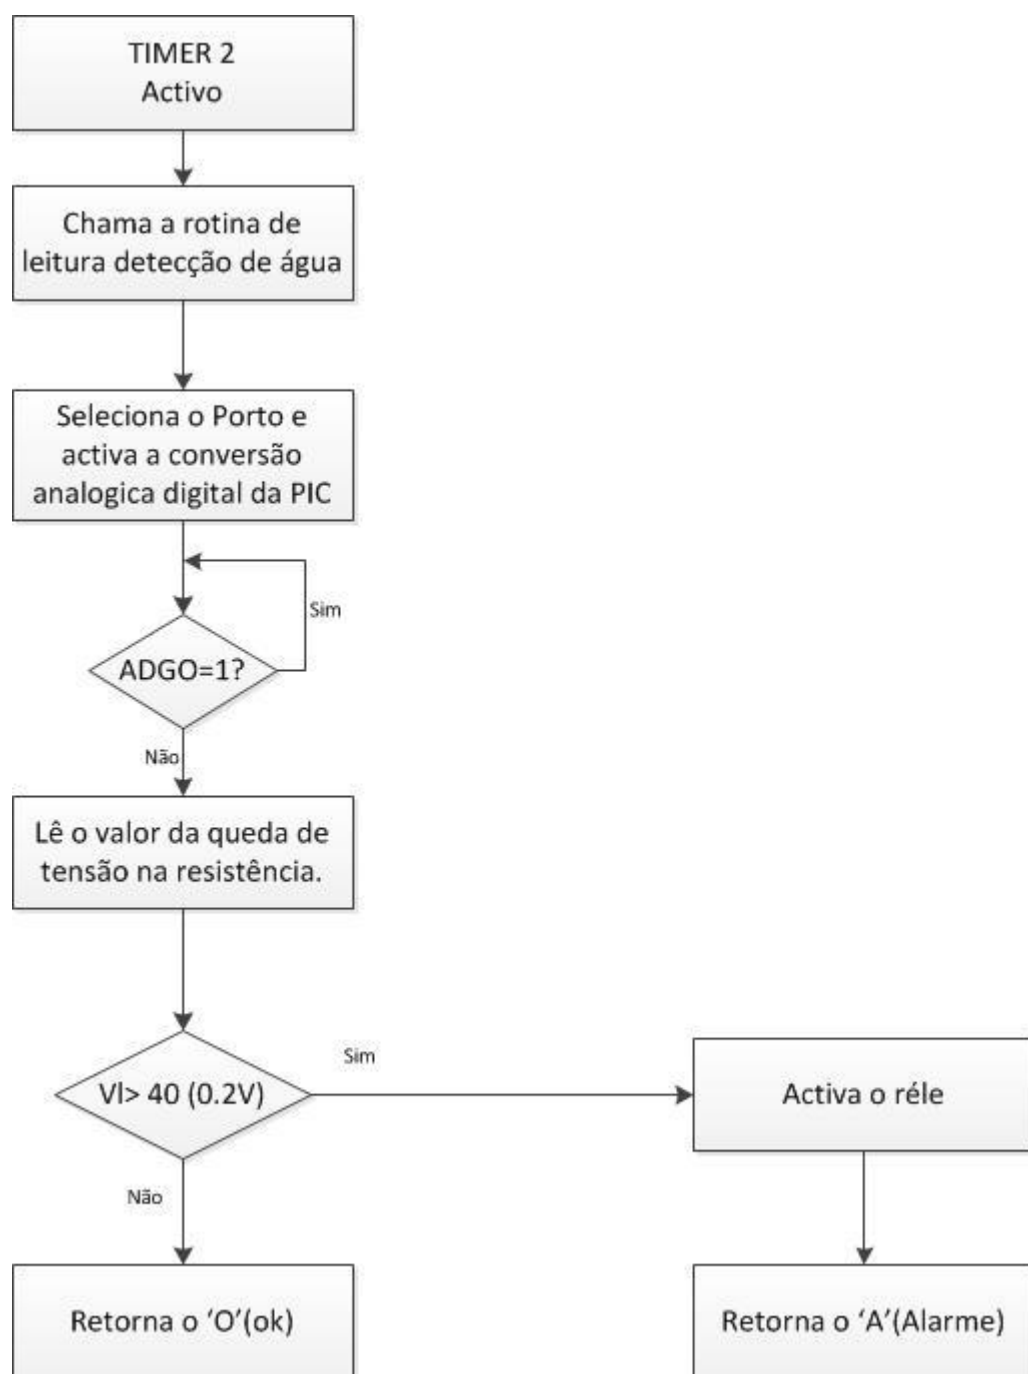 TIMER 2
Activo
Chama a rotina de
leitura detecção de água
Seleciona o Porto e
activa a conversão
analogica digital da PIC
Sim
ADGO=1?
Não
Lê o valor da queda de
tensão na resistência.
Sim
Vl> 40 (0.2V)
Activa o réle
Não
Retorna o ‘O’(ok)
Retorna o ‘A’(Alarme)